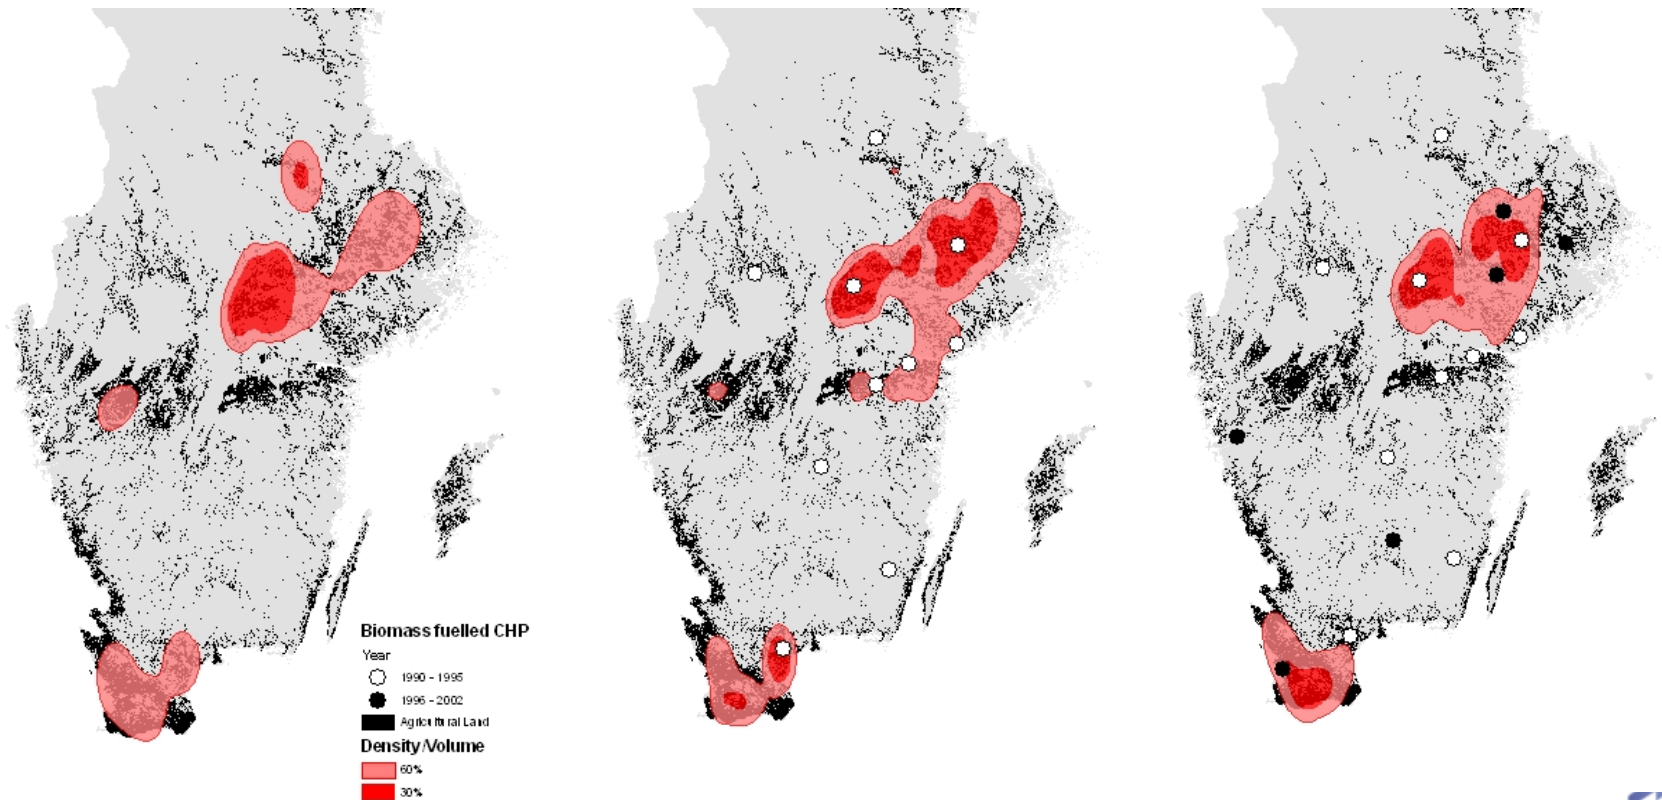 Biomass fuelled CHP
Year
1990 - 1995
1996 - 2002
Agricultural Land
Density/Volume
60%
30%